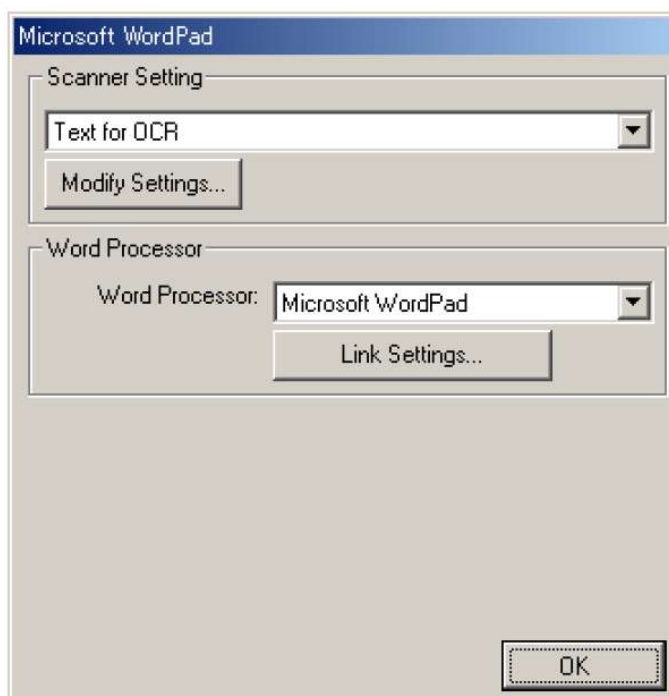 Microsoft WordPad
Scanner Setting
Text for OCR
Modify Settings...
Word Processor
Word Processor: Microsoft WordPad
Link Settings...
OK